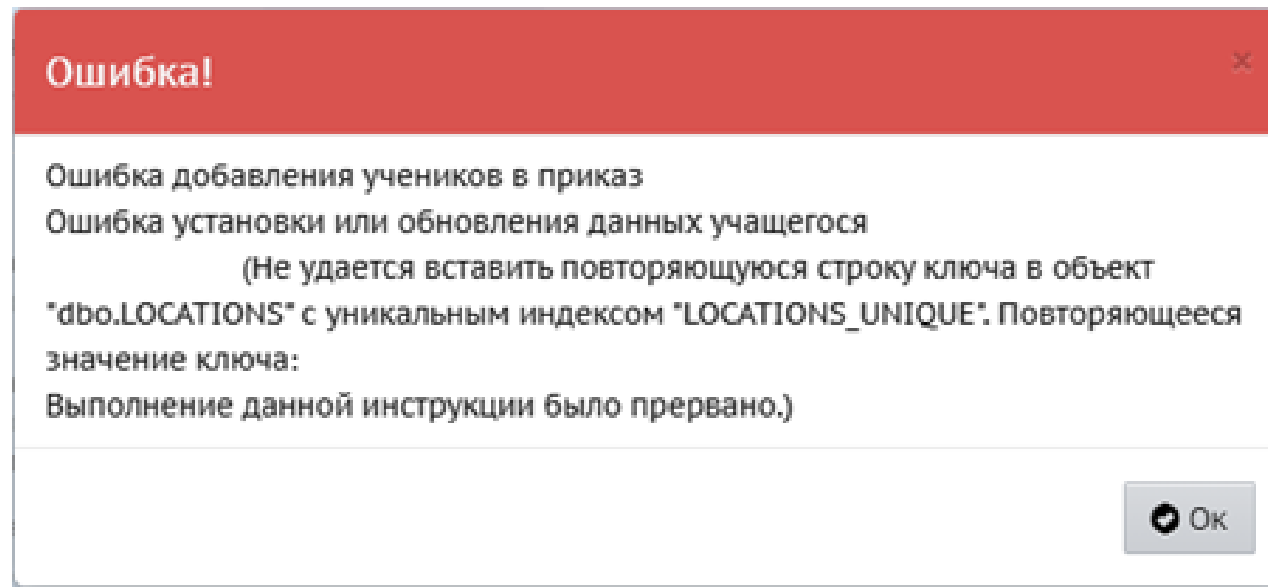 Ошибка!
Ошибка добавления учеников в приказ
Ошибка установки или обновления данных учащегося
(Не удается вставить повторяющуюся строку ключа в объект
"dbo.LOCATIONS" с уникальным индексом "LOCATIONS_UNIQUE". Повторяющееся
значение ключа:
Выполнение данной инструкции было прервано.)
Ок